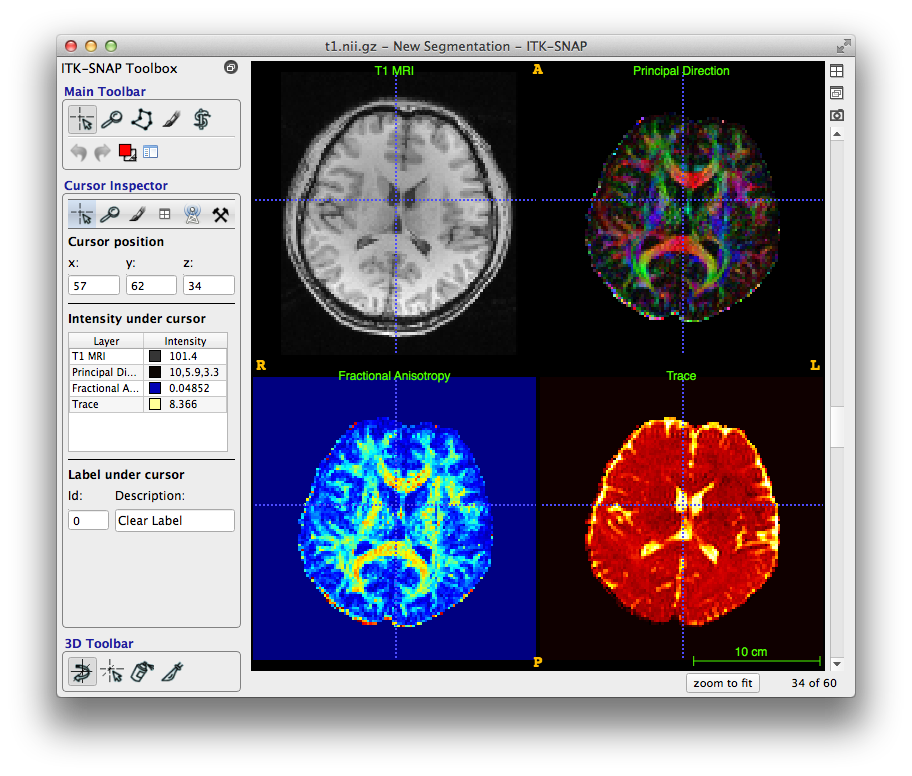 t1.nii.gz - New Segmentation - ITK-SNAP
ITK-SNAP Toolbox
Main Toolbar
Cursor Inspector
Cursor position
x: y: z:
57 62 34
Intensity under cursor
Layer Intensity
T1 MRI 101.4
Principal Di... 10,5.9,3.3
Fractional A... 0.04852
Trace 8.366
Label under cursor
Id: Description:
0 Clear Label
3D Toolbar
T1 MRI A Principal Direction
R L
Fractional Anisotropy Trace
10 cm
P
zoom to fit 34 of 60